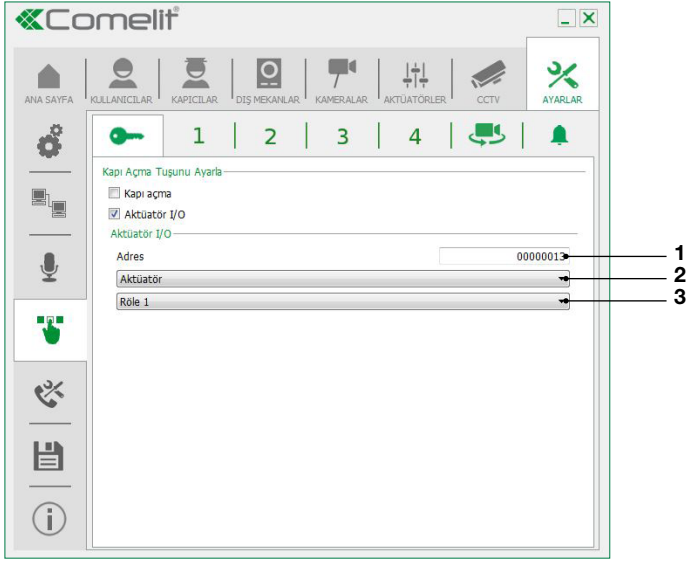 Comelit®
ANA SAYFA KULLANICILAR KAPICILAR DIŞ MEKANLAR KAMERALAR AKTÜATÖRLER CCTV AYARLAR
1 2 3 4
Kapı Açma Tuşunu Ayarla
Kapı açma
Aktüatör I/O
Aktüatör I/O
Adres 00000013 1
Aktüatör 2
Röle 1 3